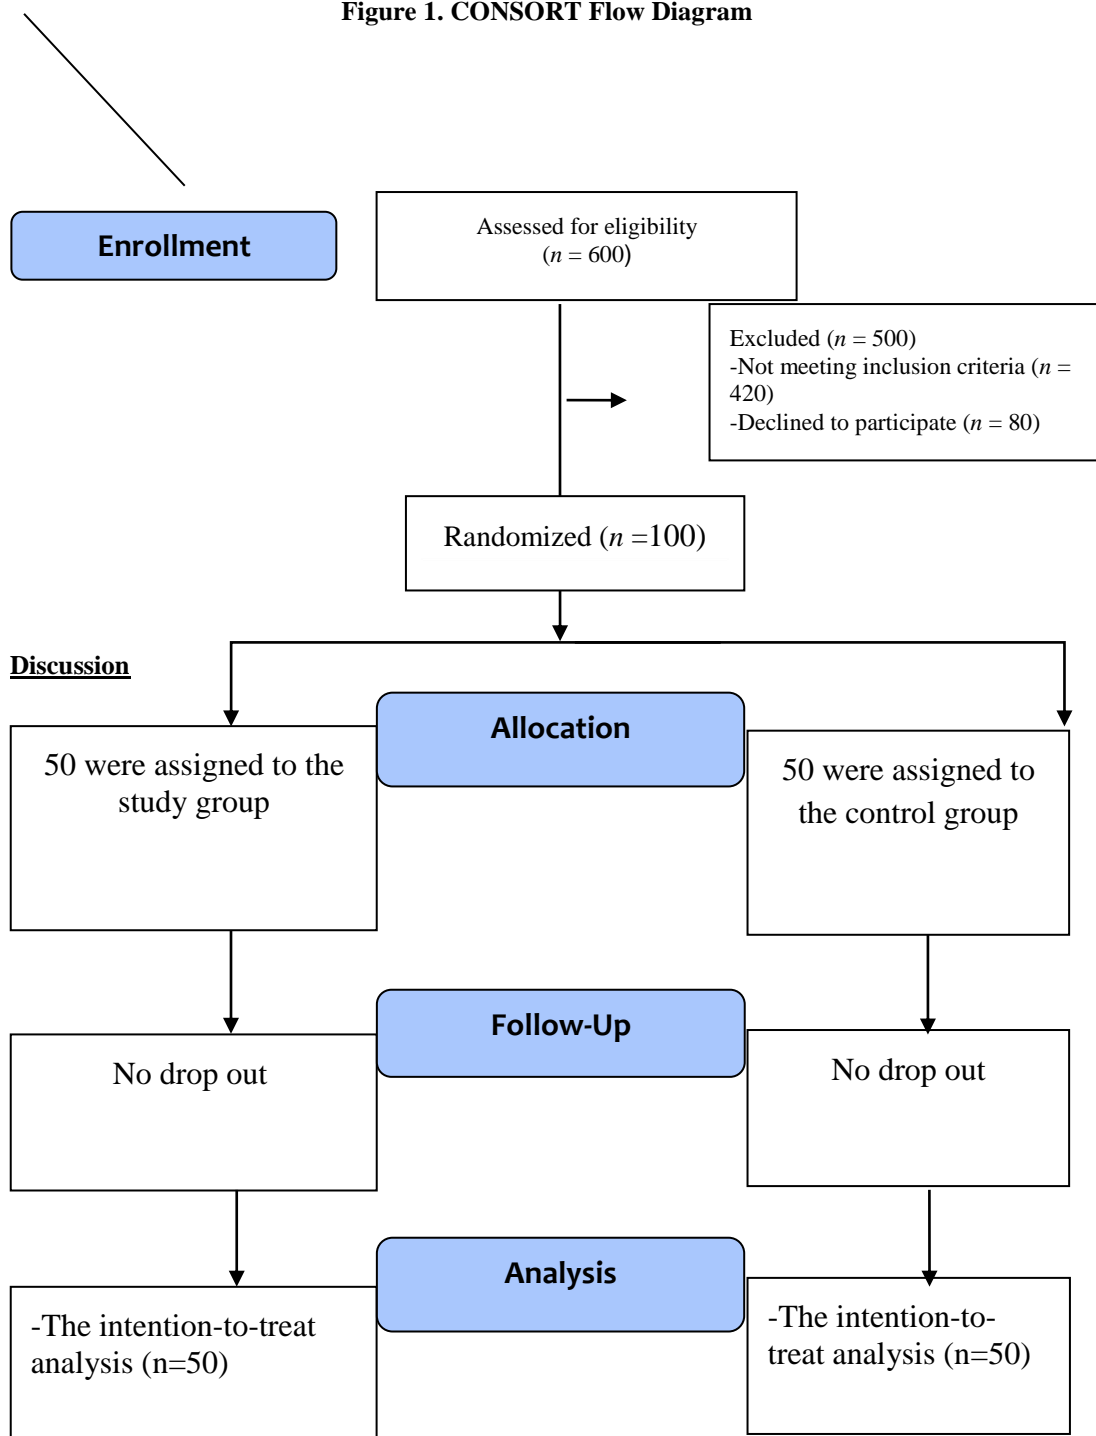 Figure 1. CONSORT Flow Diagram
Enrollment
Assessed for eligibility
(n = 600)
Excluded (n = 500)
-Not meeting inclusion criteria (n =
420)
-Declined to participate (n = 80)
Randomized (n =100)
Discussion
Allocation
50 were assigned to the
study group
50 were assigned to
the control group
Follow-Up
No drop out
No drop out
Analysis
-The intention-to-treat
analysis (n=50)
-The intention-to-
treat analysis (n=50)